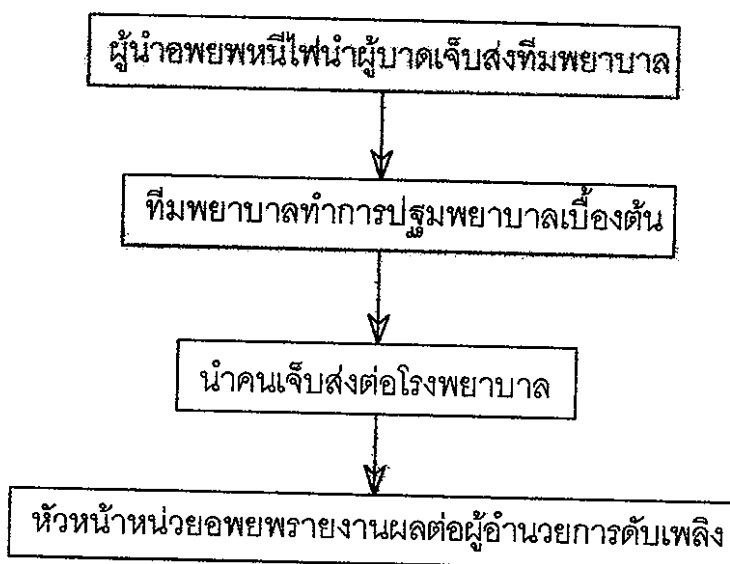 ผู้นำอพยพหนีไฟนำผู้บาดเจ็บส่งทีมพยาบาล
ทีมพยาบาลทำการปฐมพยาบาลเบื้องต้น
นำคนเจ็บส่งต่อโรงพยาบาล
หัวหน้าหน่วยอพยพรายงานผลต่อผู้อำนวยการดับเพลิง